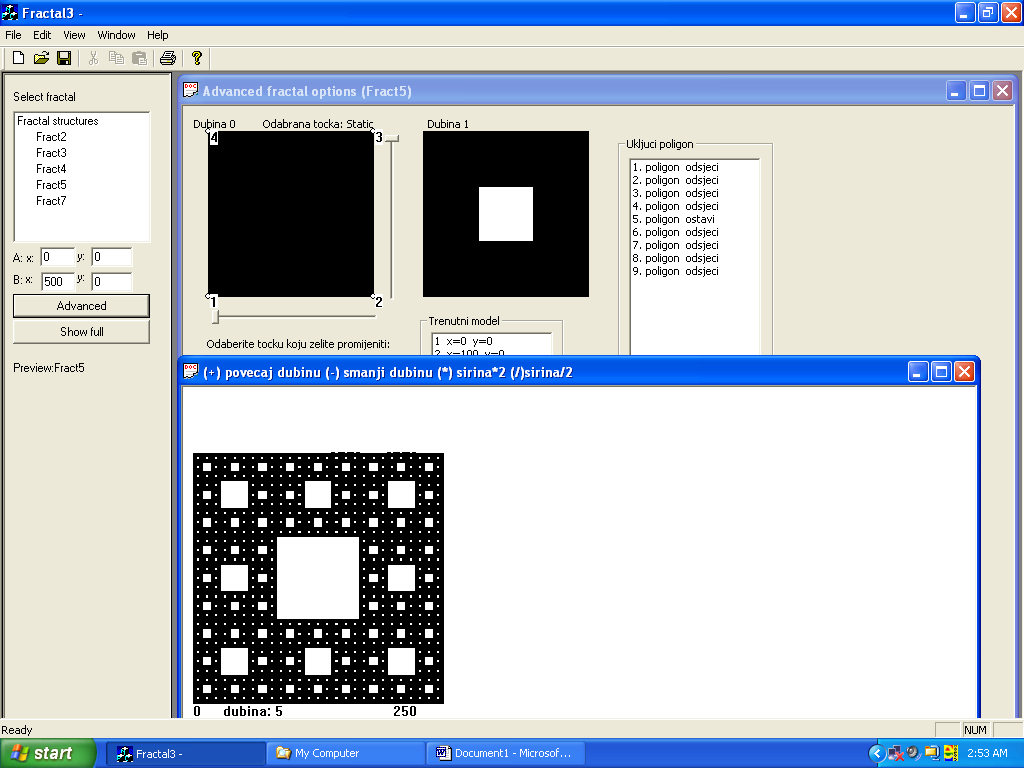 Fractal3 -
File Edit View Window Help
Select fractal
Fractal structures
Fract2
Fract3
Fract4
Fract5
Fract7
A: x: 0 y: 0
B: x: 500 y: 0
Advanced
Show full
Preview:Fract5
Advanced fractal options (Fract5)
Dubina 0 Odabrana tocka: Static
4 3
1 2
Dubina 1
Ukljuci poligon
1. poligon odsjeci
2. poligon odsjeci
3. poligon odsjeci
4. poligon odsjeci
5. poligon ostavi
6. poligon odsjeci
7. poligon odsjeci
8. poligon odsjeci
9. poligon odsjeci
Odaberite tocku koju zelite promijeniti:
Trenutni model
1 x=0 y=0
2 x=100 y=0
(+) povecaj dubinu (-) smanji dubinu (*) sirina*2 (/)sirina/2
0 dubina: 5 250
Ready
NUM
start
Fractal3 -
My Computer
Document1 - Microsof...
2:53 AM